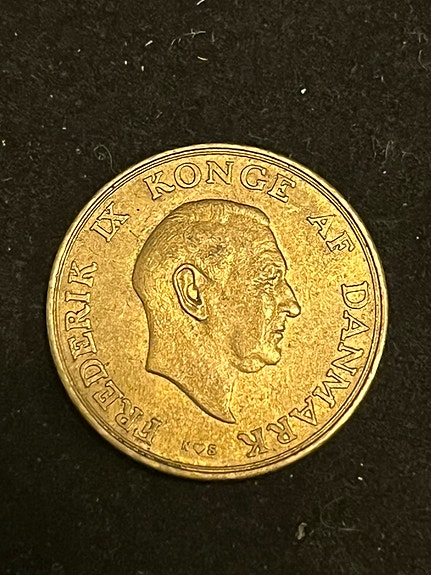 FREDERIK IX KONGE AF DANMARK
K♥S